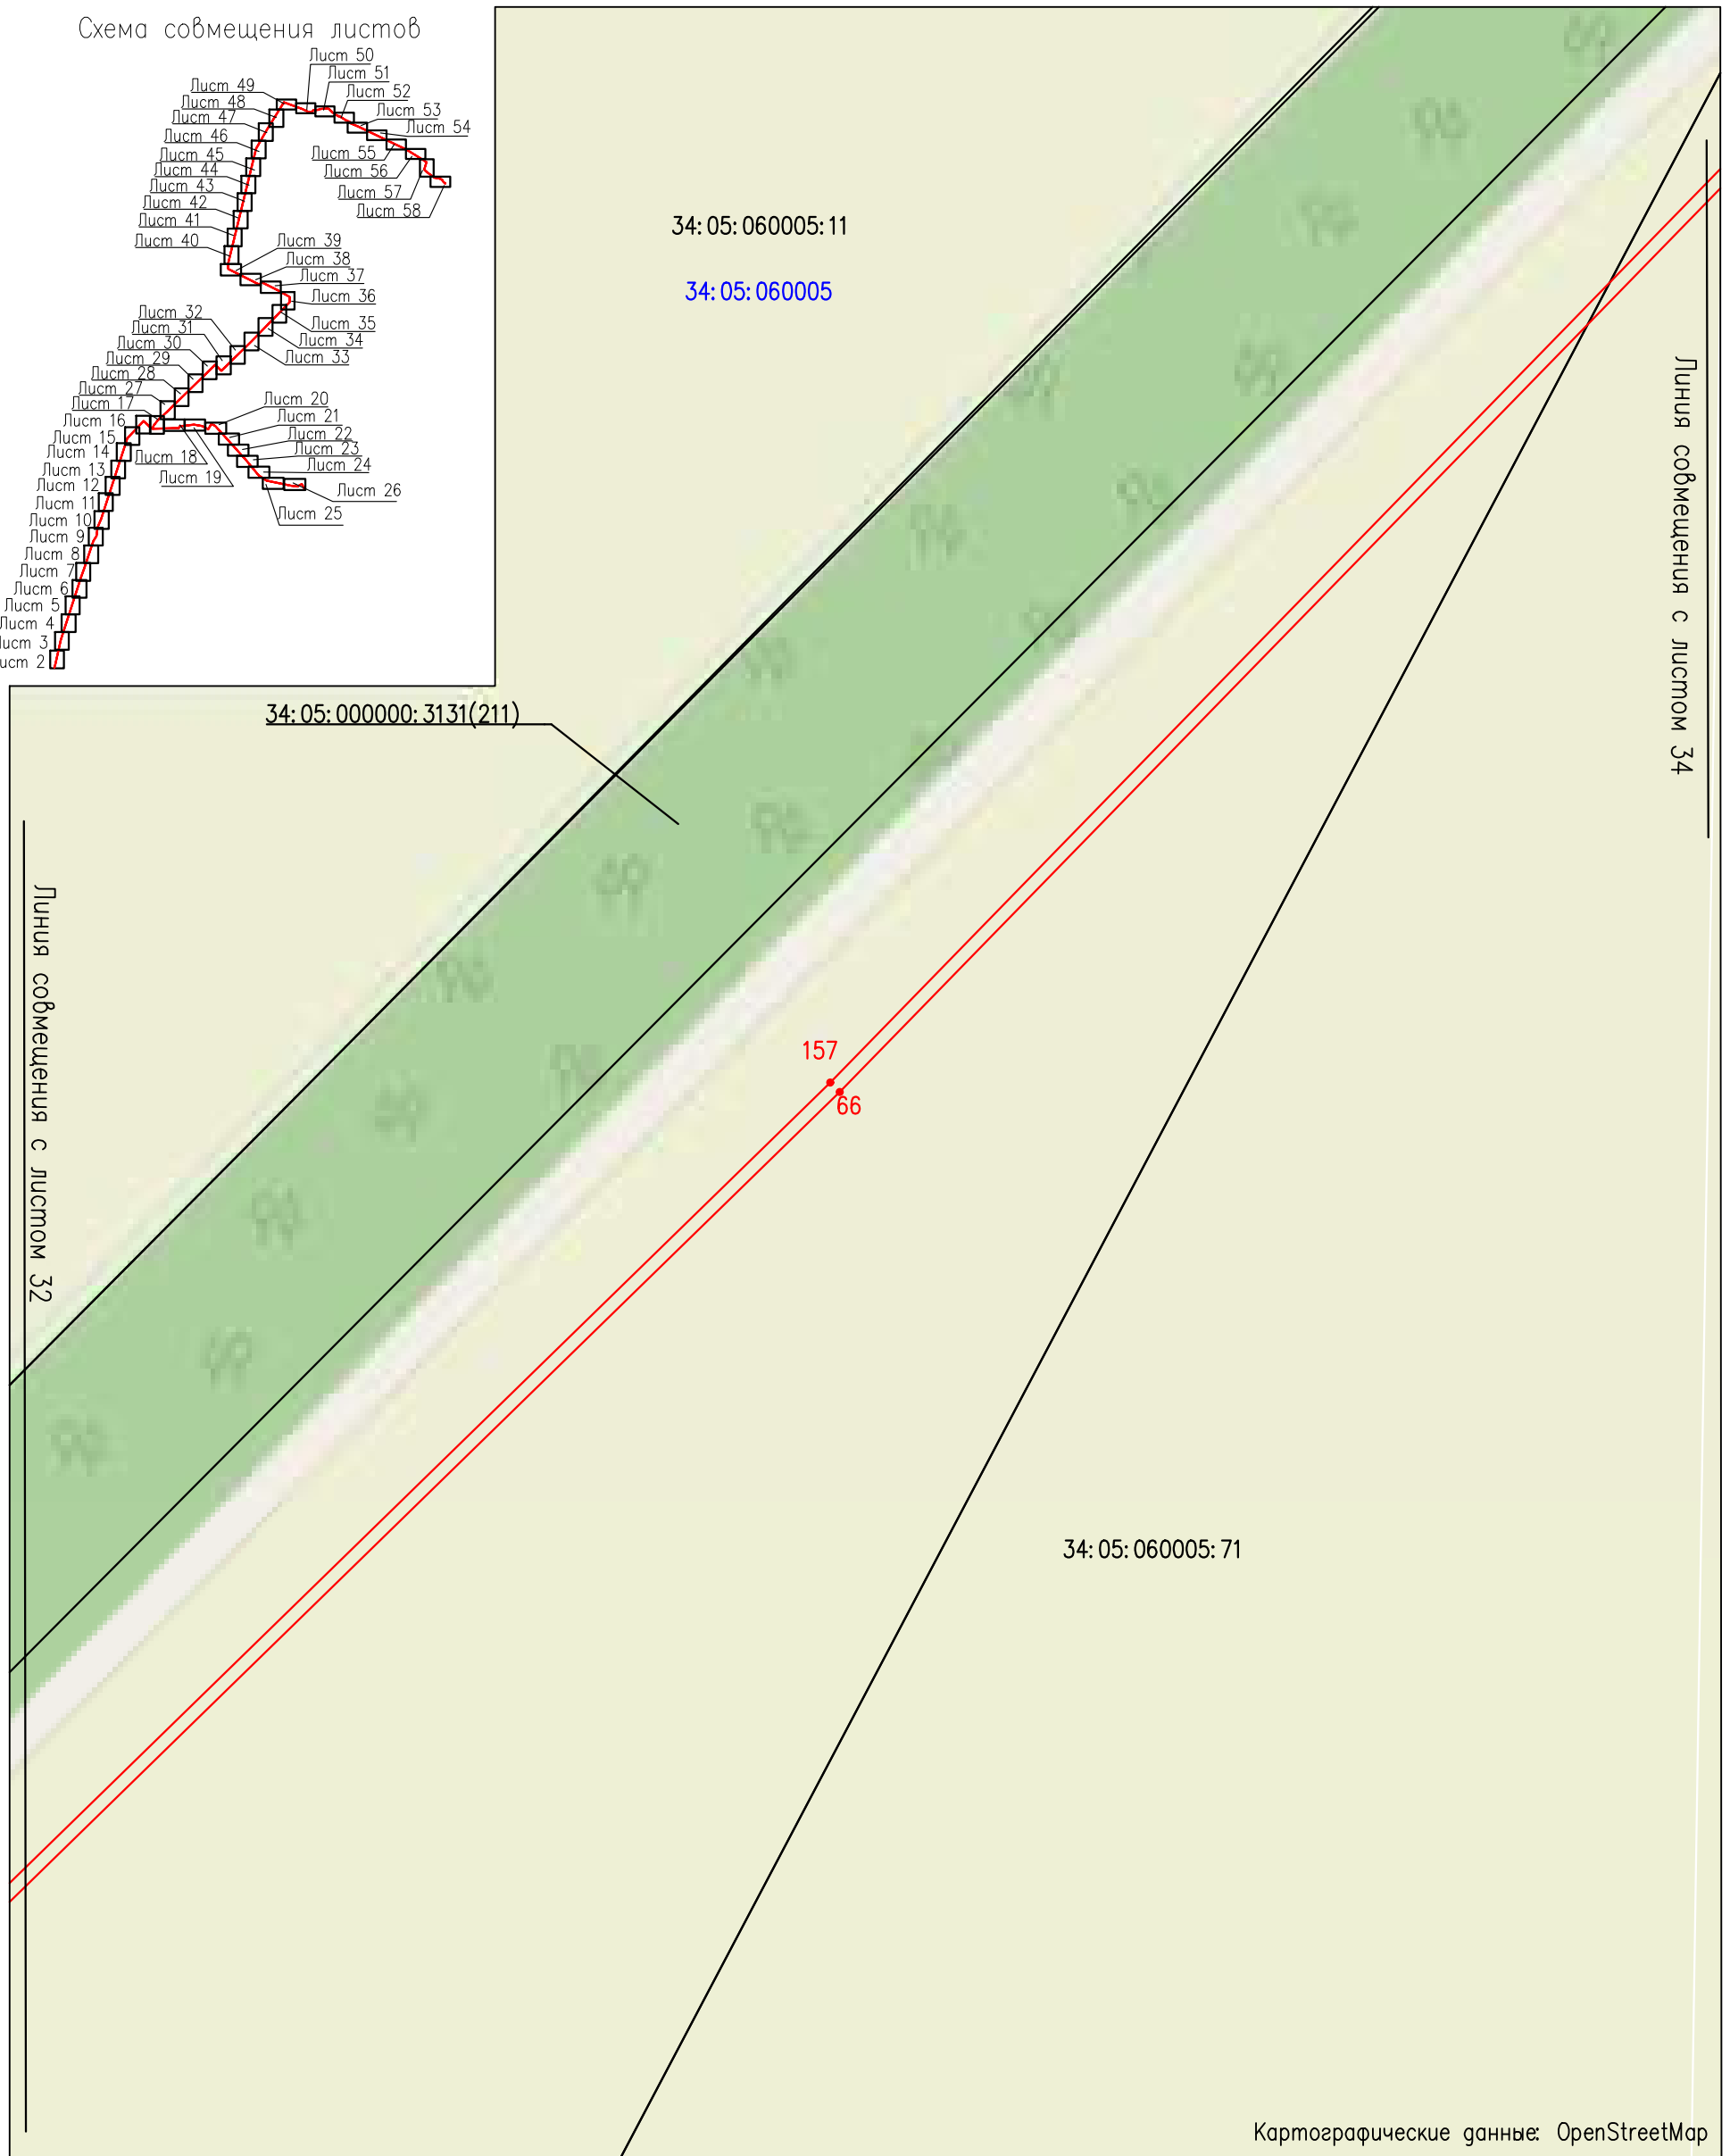 Схема совмещения листов
Лист 50
Лист 51
Лист 49
Лист 52
Лист 48
Лист 53
Лист 47
Лист 54
Лист 46
Лист 55
Лист 45
Лист 56
Лист 44
Лист 57
Лист 43
Лист 58
Лист 42
Лист 41
Лист 40
Лист 39
Лист 38
Лист 37
Лист 36
Лист 32
Лист 35
Лист 31
Лист 34
Лист 30
Лист 33
Лист 29
Лист 28
Лист 27
Лист 17
Лист 20
Лист 16
Лист 21
Лист 15
Лист 22
Лист 14
Лист 23
Лист 18
Лист 24
Лист 13
Лист 19
Лист 12
Лист 26
Лист 11
Лист 25
Лист 10
Лист 9
Лист 8
Лист 7
Лист 6
Лист 5
Лист 4
Лист 3
Лист 2
34:05:060005:11
34:05:060005
34:05:000000:3131(211)
Линия совмещения с листом 34
Линия совмещения с листом 32
157
66
34:05:060005:71
Картографические данные: OpenStreetMap